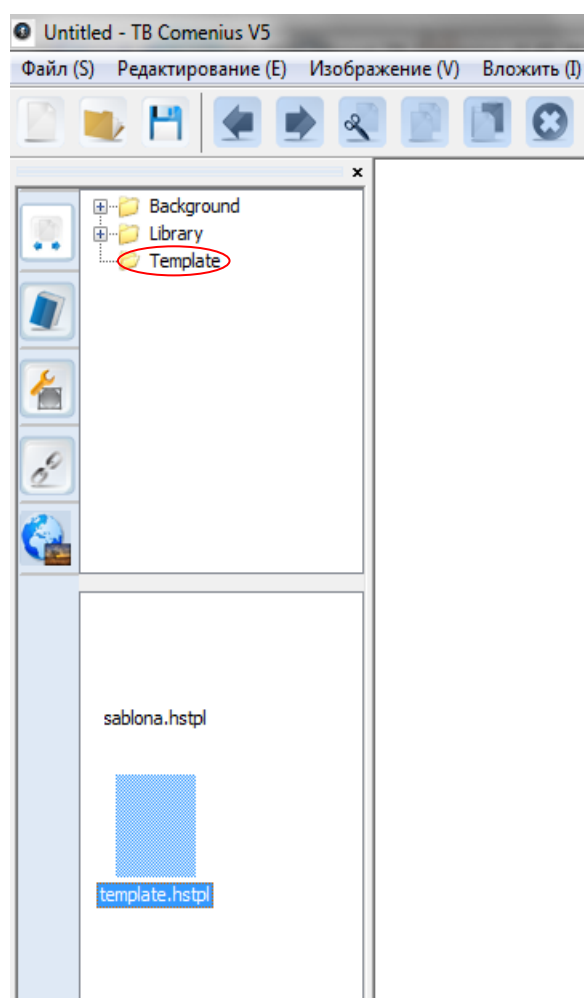 Untitled - TB Comenius V5
Файл (S) Редактирование (E) Изображение (V) Вложить (I)
x
Background
Library
Template
sablona.hstpl
template.hstpl